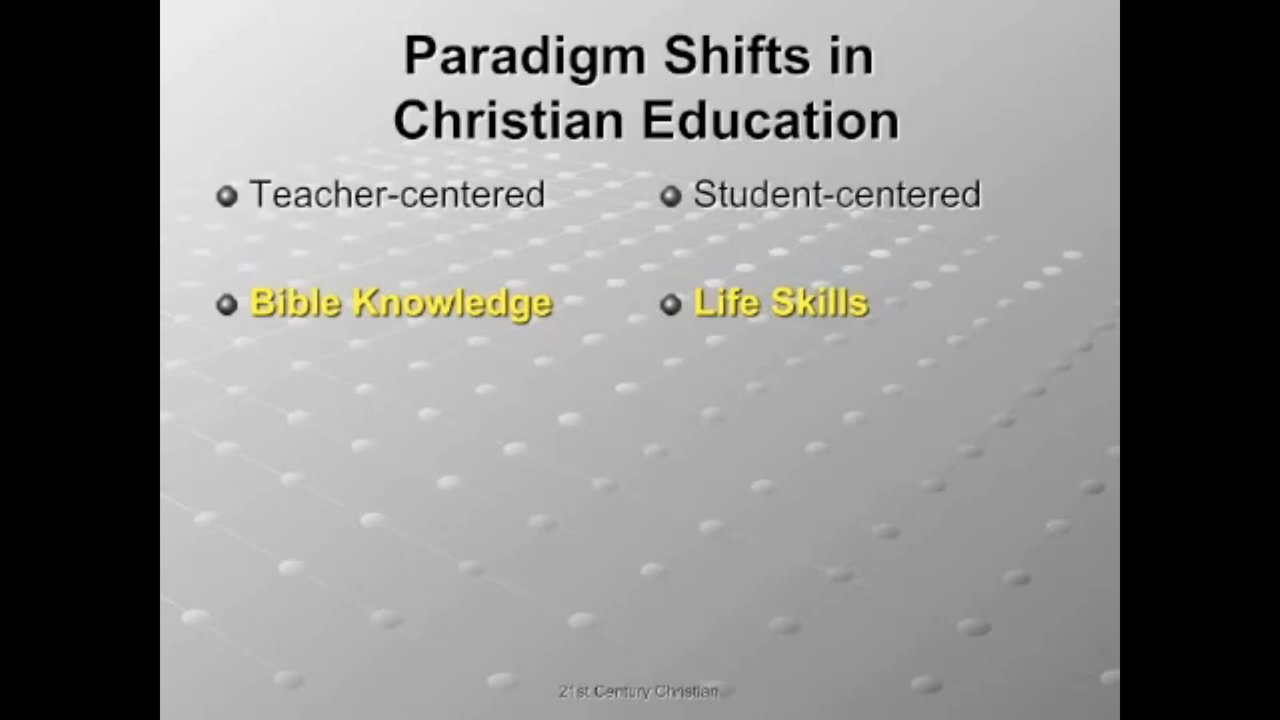 Paradigm Shifts in
Christian Education
Teacher-centered
Student-centered
Bible Knowledge
Life Skills
21st Century Christian